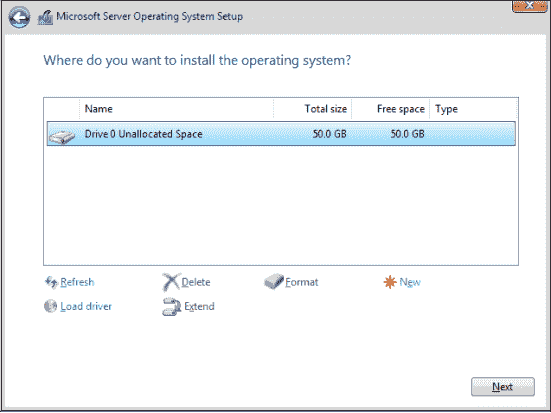 Microsoft Server Operating System Setup
Where do you want to install the operating system?
Name Total size Free space Type
Drive 0 Unallocated Space 50.0 GB 50.0 GB
Refresh Delete Format New
Load driver Extend
Next